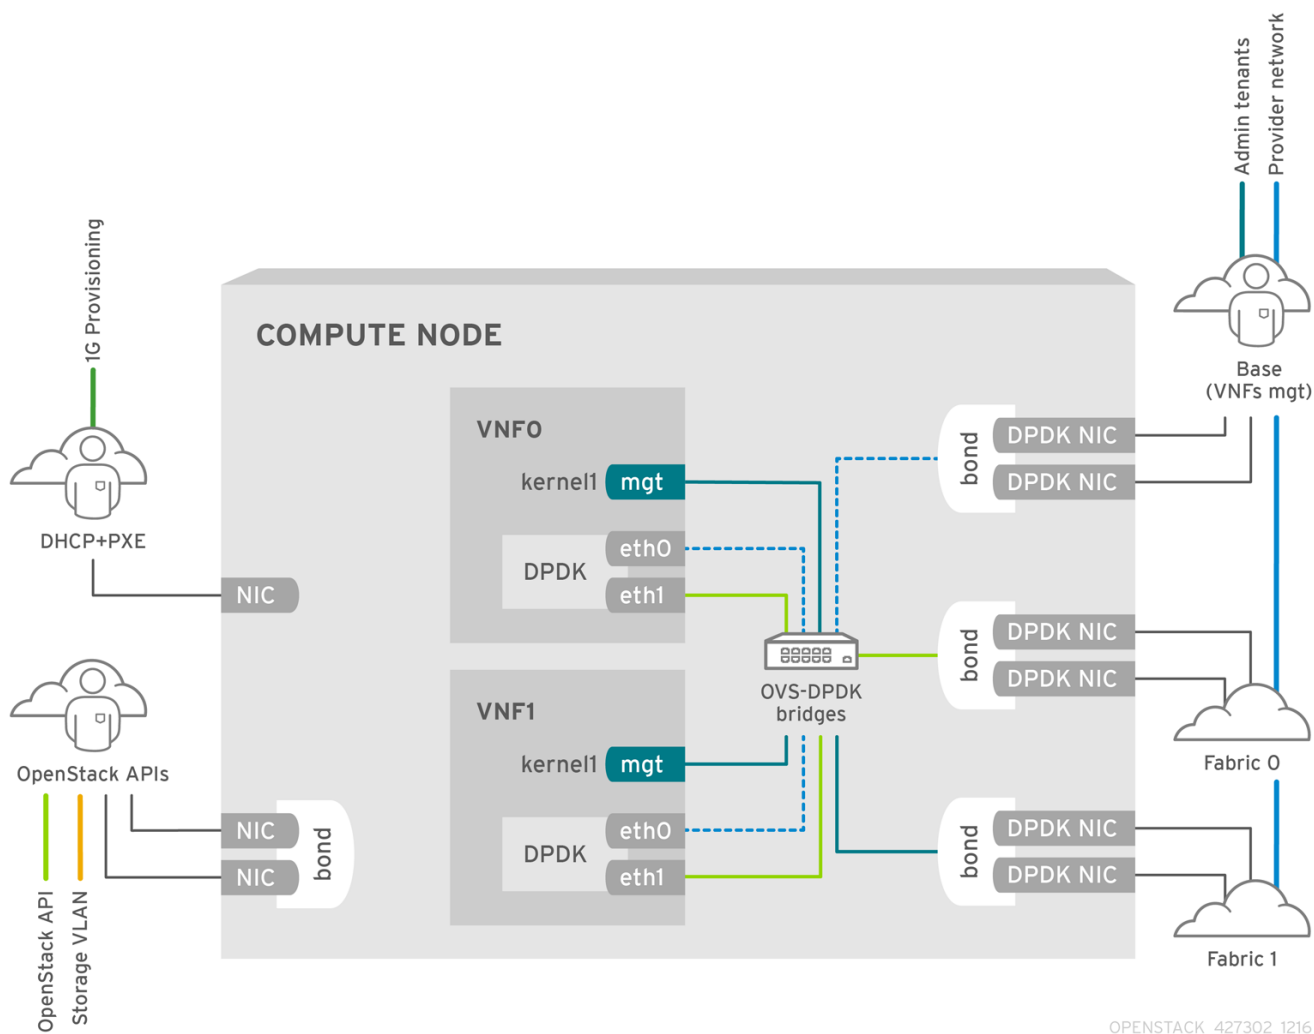 Admin tenants
Provider network
1G Provisioning
COMPUTE NODE
Base
(VNFs mgt)
VNF0
DPDK NIC
bond
kernel1
mgt
DPDK NIC
DHCP+PXE
eth0
DPDK
NIC
eth1
DPDK NIC
bond
DPDK NIC
OVS-DPDK
bridges
VNF1
Fabric 0
kernel1
mgt
OpenStack APIs
NIC
bond
NIC
eth0
DPDK
eth1
DPDK NIC
bond
DPDK NIC
OpenStack API
Storage VLAN
Fabric 1
OPENSTACK_427302_1216